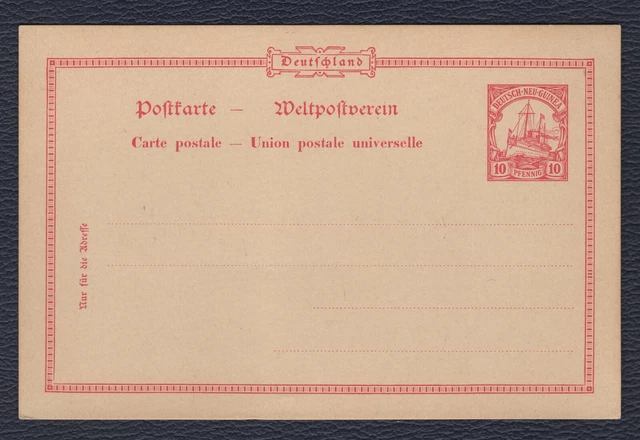 Deutschland
Postkarte — Weltpostverein
Carte postale — Union postale universelle
DEUTSCH-NEU-GUINEA
10 PFENNIG 10
Nur für die Adresse